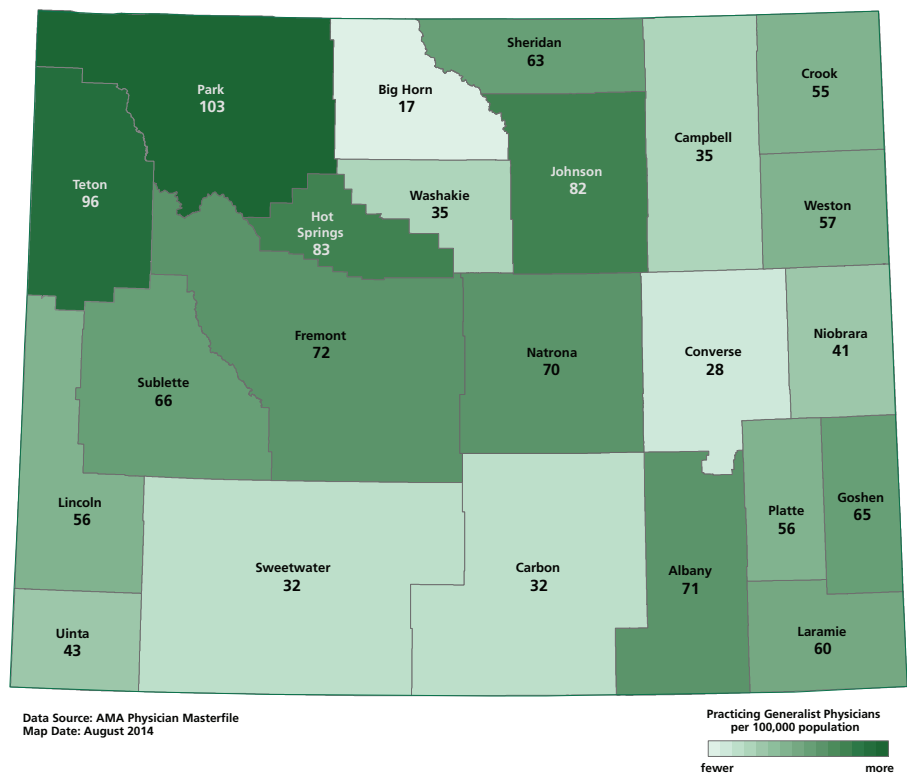 Sheridan
63
Park
103
Big Horn
17
Crook
55
Campbell
35
Teton
96
Johnson
82
Washakie
35
Weston
57
Hot
Springs
83
Fremont
72
Natrona
70
Converse
28
Niobrara
41
Sublette
66
Lincoln
56
Goshen
65
Platte
56
Sweetwater
32
Carbon
32
Albany
71
Uinta
43
Laramie
60
Data Source: AMA Physician Masterfile
Map Date: August 2014
Practicing Generalist Physicians
per 100,000 population
fewer more